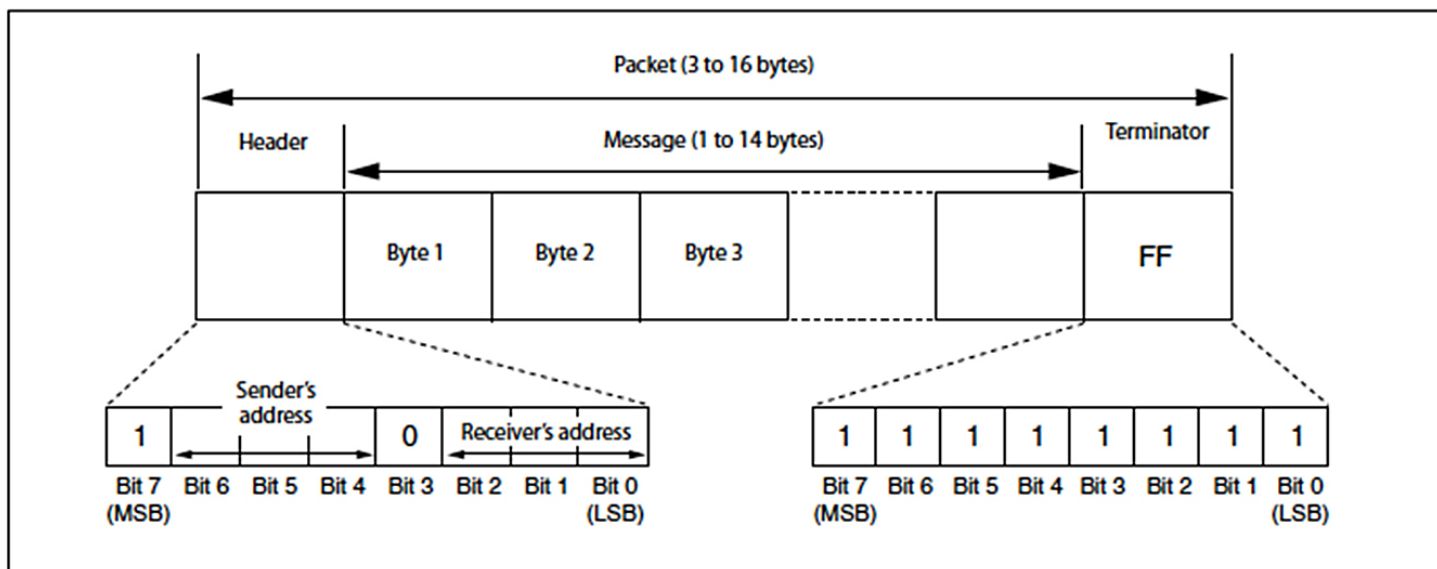 Packet (3 to 16 bytes)
Header
Message (1 to 14 bytes)
Terminator
Byte 1
Byte 2
Byte 3
FF
Sender's
address
1
0
Receiver's address
Bit 7
(MSB)
Bit 6
Bit 5
Bit 4
Bit 3
Bit 2
Bit 1
Bit 0
(LSB)
1
1
1
1
1
1
1
1
Bit 7
(MSB)
Bit 6
Bit 5
Bit 4
Bit 3
Bit 2
Bit 1
Bit 0
(LSB)